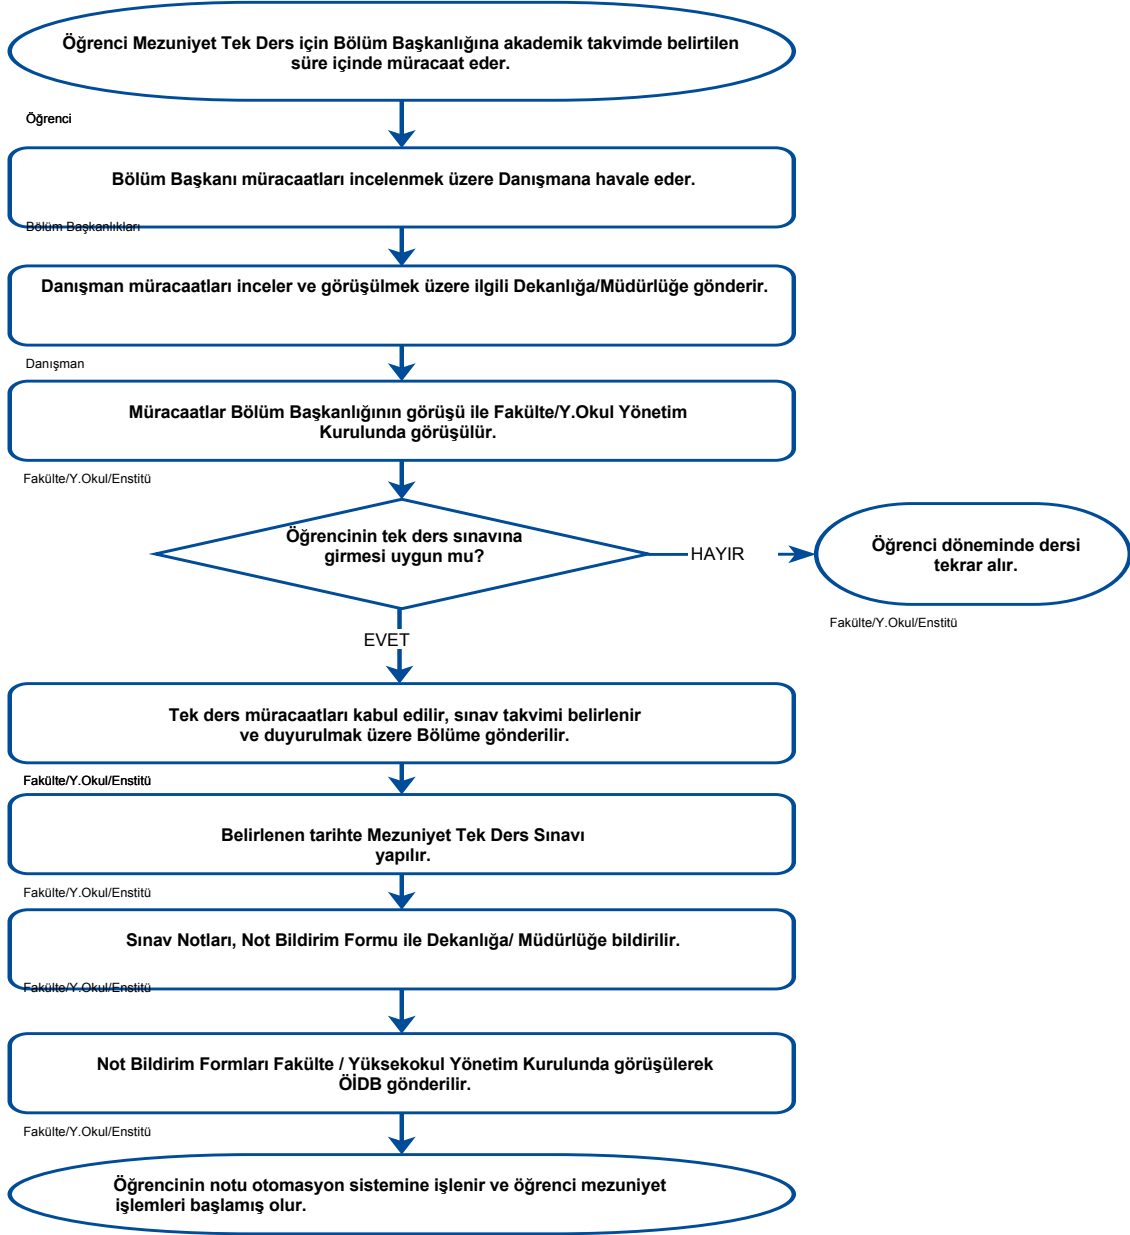 Öğrenci Mezuniyet Tek Ders için Bölüm Başkanlığına akademik takvimde belirtilen
süre içinde müracaat eder.
Öğrenci
Bölüm Başkanı müracaatları incelenmek üzere Danışmana havale eder.
Bölüm Başkanlıkları
Danışman müracaatları inceler ve görüşülmek üzere ilgili Dekanlığa/Müdürlüğe gönderir.
Danışman
Müracaatlar Bölüm Başkanlığının görüşü ile Fakülte/Y.Okul Yönetim
Kurulunda görüşülür.
Fakülte/Y.Okul/Enstitü
Öğrencinin tek ders sınavına
girmesi uygun mu?
HAYIR
Öğrenci döneminde dersi
tekrar alır.
Fakülte/Y.Okul/Enstitü
EVET
Tek ders müracaatları kabul edilir, sınav takvimi belirlenir
ve duyurulmak üzere Bölüme gönderilir.
Fakülte/Y.Okul/Enstitü
Belirlenen tarihte Mezuniyet Tek Ders Sınavı
yapılır.
Fakülte/Y.Okul/Enstitü
Sınav Notları, Not Bildirim Formu ile Dekanlığa/ Müdürlüğe bildirilir.
Fakülte/Y.Okul/Enstitü
Not Bildirim Formları Fakülte / Yüksekokul Yönetim Kurulunda görüşülerek
ÖİDB gönderilir.
Fakülte/Y.Okul/Enstitü
Öğrencinin notu otomasyon sistemine işlenir ve öğrenci mezuniyet
işlemleri başlamış olur.